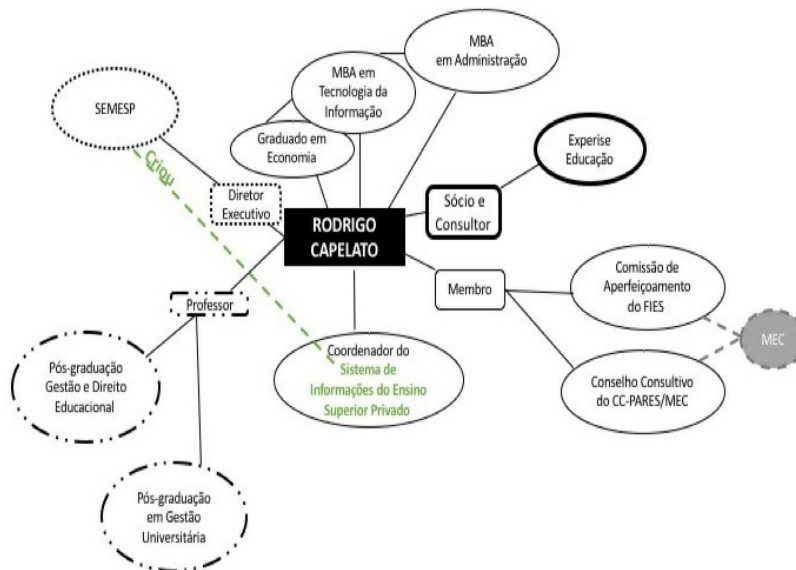 MBA
em Administração
MBA em
Tecnologia da
Informação
SEMESP
Graduado em
Economia
Experise
Educação
Criou
Diretor
Executivo
Sócio e
Consultor
RODRIGO
CAPELATO
Comissão de
Aperfeiçoamento
do FIES
Membro
Professor
MEC
Coordenador do
Sistema de
Informações do Ensino
Superior Privado
Pós-graduação
Gestão e Direito
Educacional
Conselho Consultivo
do CC-PARES/MEC
Pós-graduação
em Gestão
Universitária